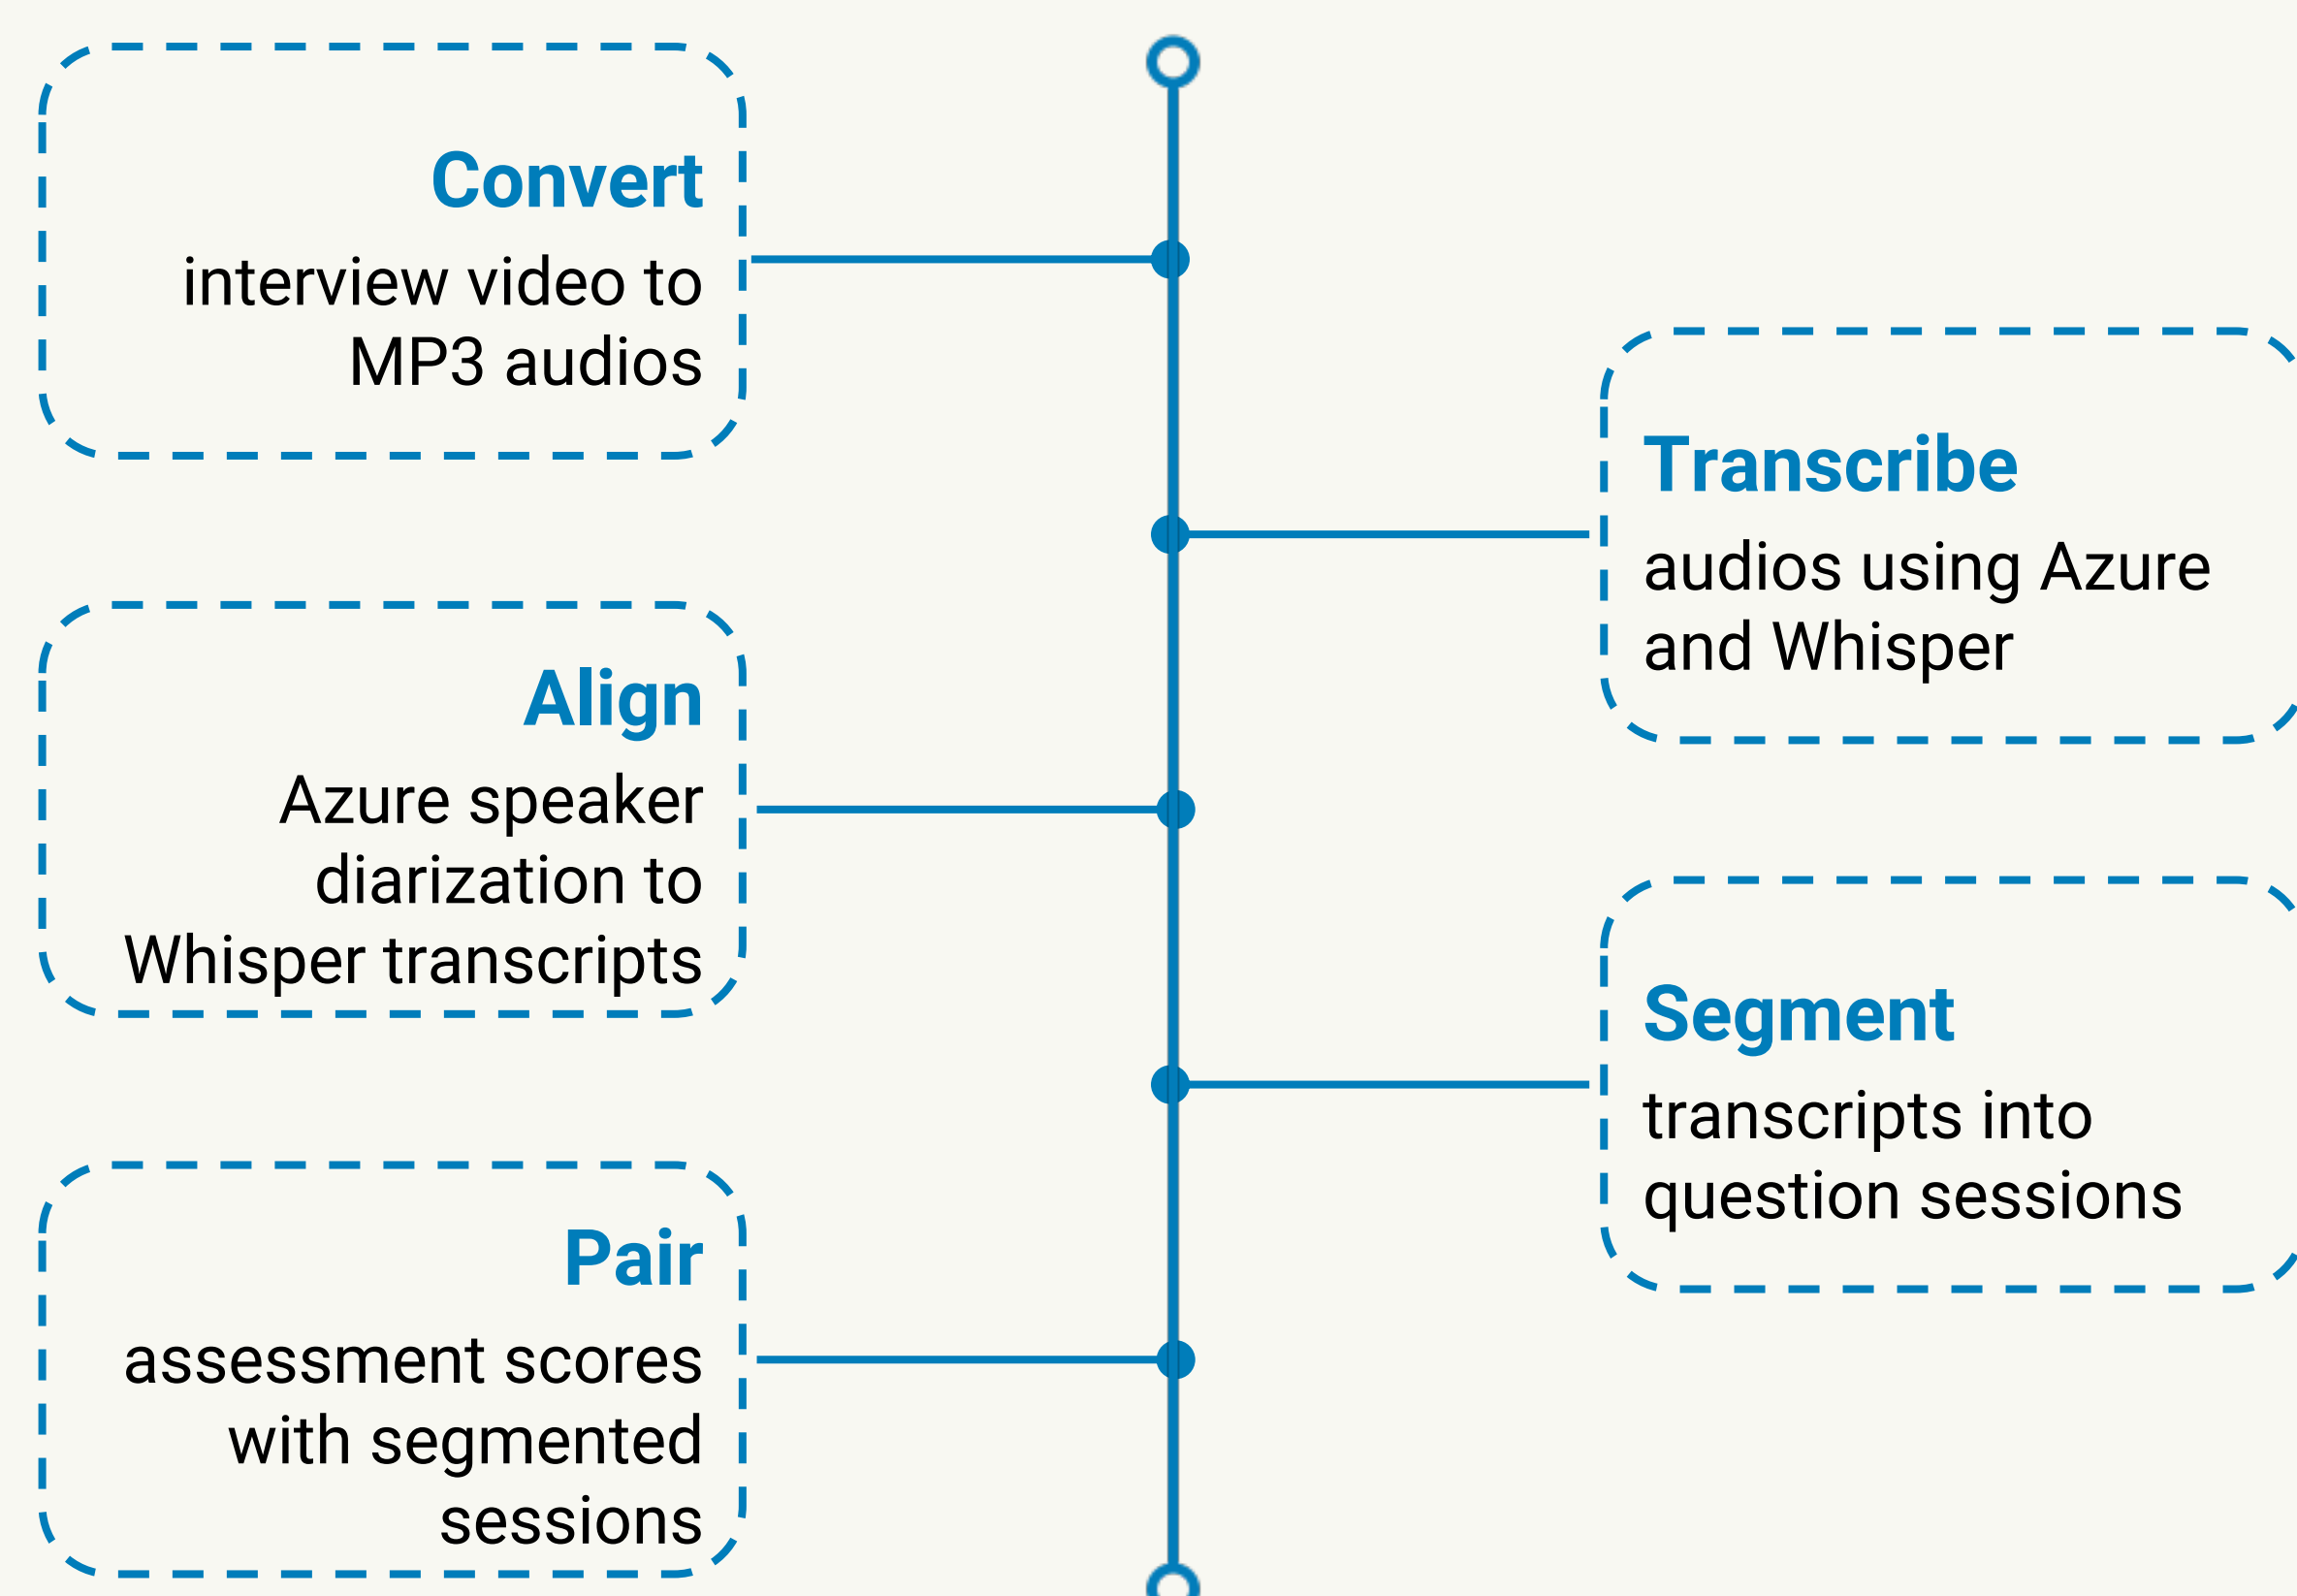 Convert
interview video to
MP3 audios
Transcribe
audios using Azure
and Whisper
Align
Azure speaker
diarization to
Whisper transcripts
Segment
transcripts into
question sessions
Pair
assessment scores
with segmented
sessions